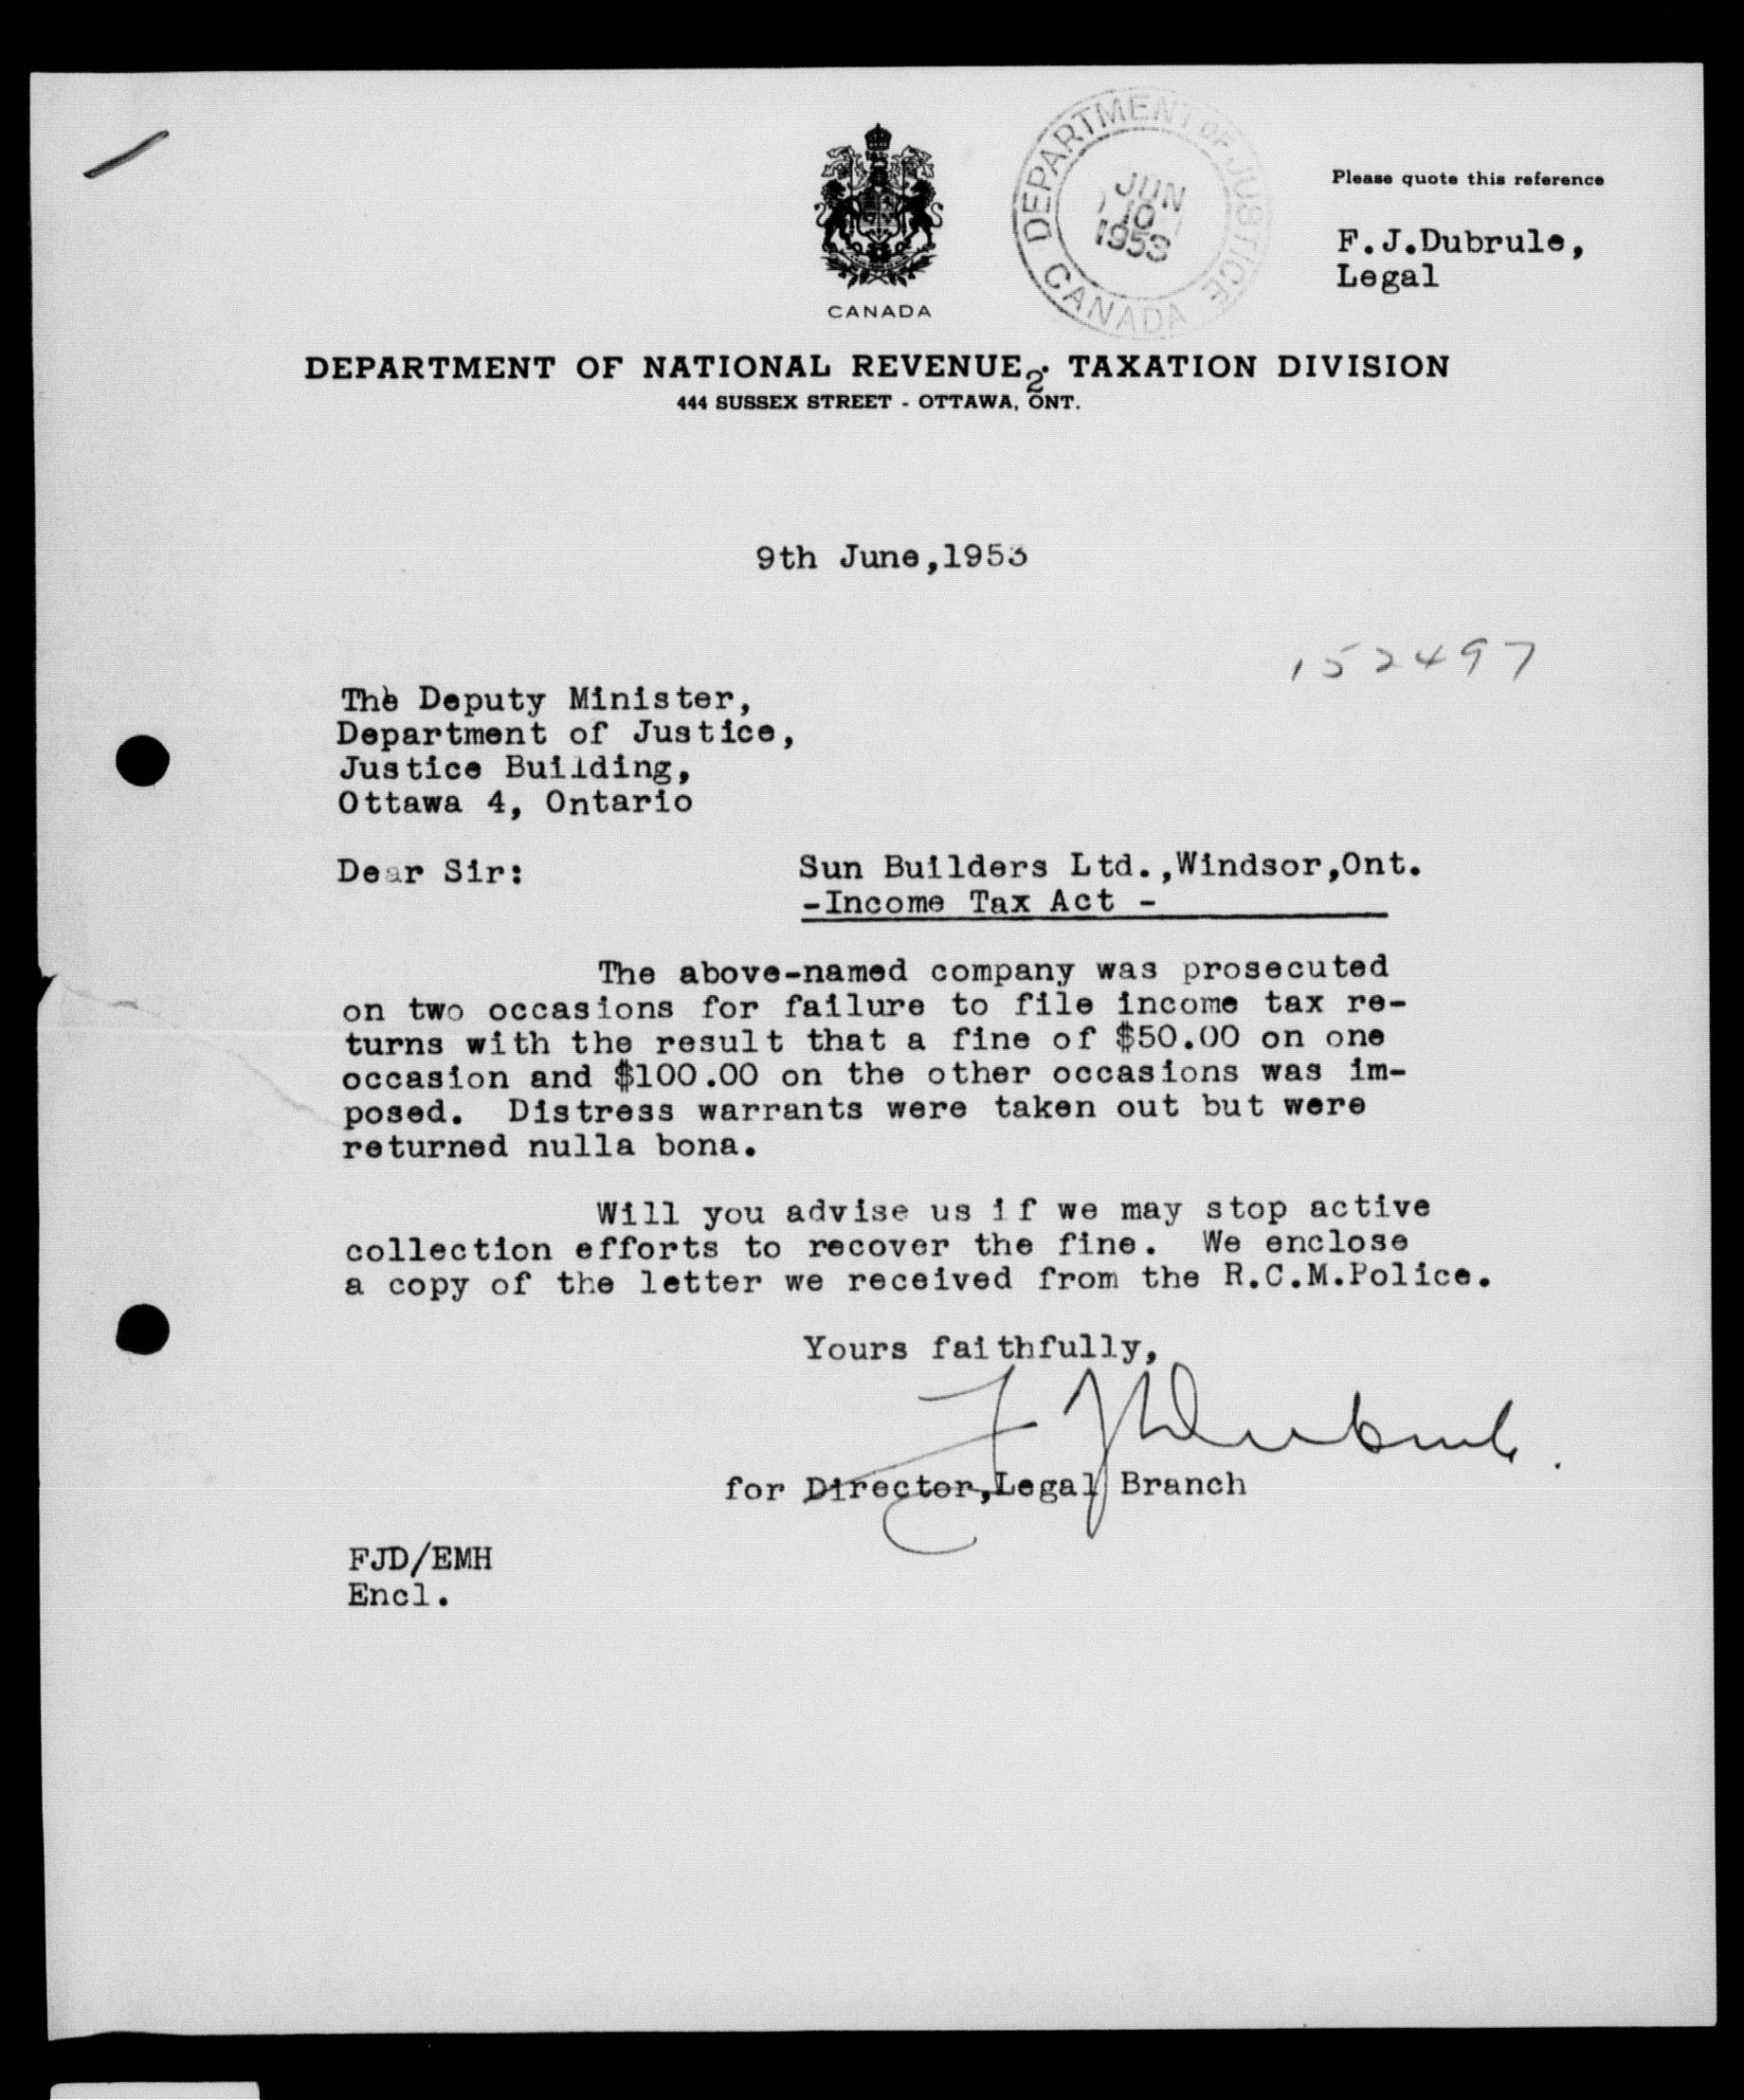 DEPARTMENT OF JUSTICE
CANADA
JUN
10
1953
Please quote this reference
F.J.Dubrule,
Legal
CANADA
DEPARTMENT OF NATIONAL REVENUE, TAXATION DIVISION
2
444 SUSSEX STREET - OTTAWA, ONT.
9th June,1953
152497
The Deputy Minister,
Department of Justice,
Justice Building,
Ottawa 4, Ontario
Dear Sir:
Sun Builders Ltd.,Windsor,Ont.
-Income Tax Act -
The above-named company was prosecuted
on two occasions for failure to file income tax re-
turns with the result that a fine of $50.00 on one
occasion and $100.00 on the other occasions was im-
posed. Distress warrants were taken out but were
returned nulla bona.
Will you advise us if we may stop active
collection efforts to recover the fine. We enclose
a copy of the letter we received from the R.C.M.Police.
Yours faithfully,
F J Dubrule
for Director,Legal Branch
FJD/EMH
Encl.